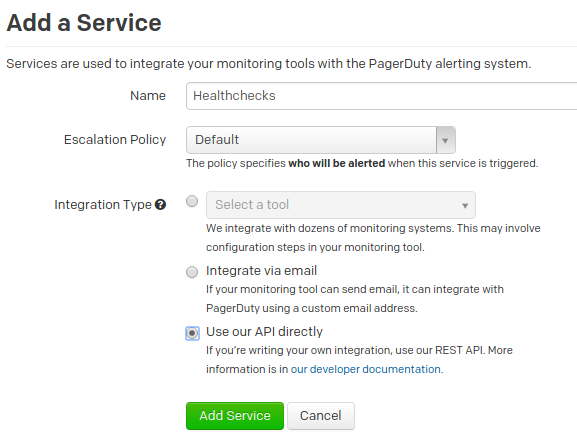 Add a Service
Services are used to integrate your monitoring tools with the PagerDuty alerting system.
Name
Healthchecks
Escalation Policy
Default
The policy specifies who will be alerted when this service is triggered.
Integration Type ?
Select a tool
We integrate with dozens of monitoring systems. This may involve
configuration steps in your monitoring tool.
Integrate via email
If your monitoring tool can send email, it can integrate with
PagerDuty using a custom email address.
Use our API directly
If you're writing your own integration, use our REST API. More
information is in our developer documentation.
Add Service
Cancel